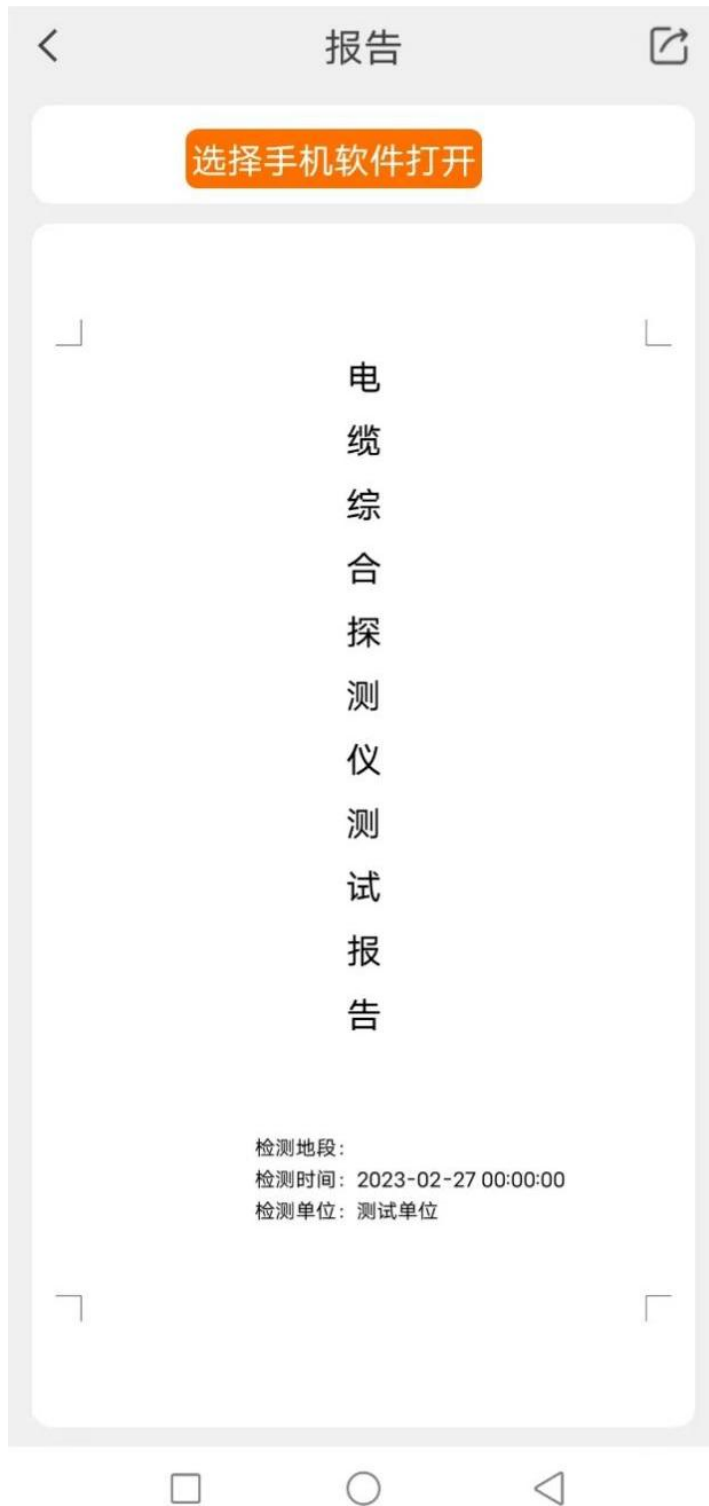 报告
选择手机软件打开
电
缆
综
合
探
测
仪
测
试
报
告
检测地段:
检测时间: 2023-02-27 00:00:00
检测单位: 测试单位